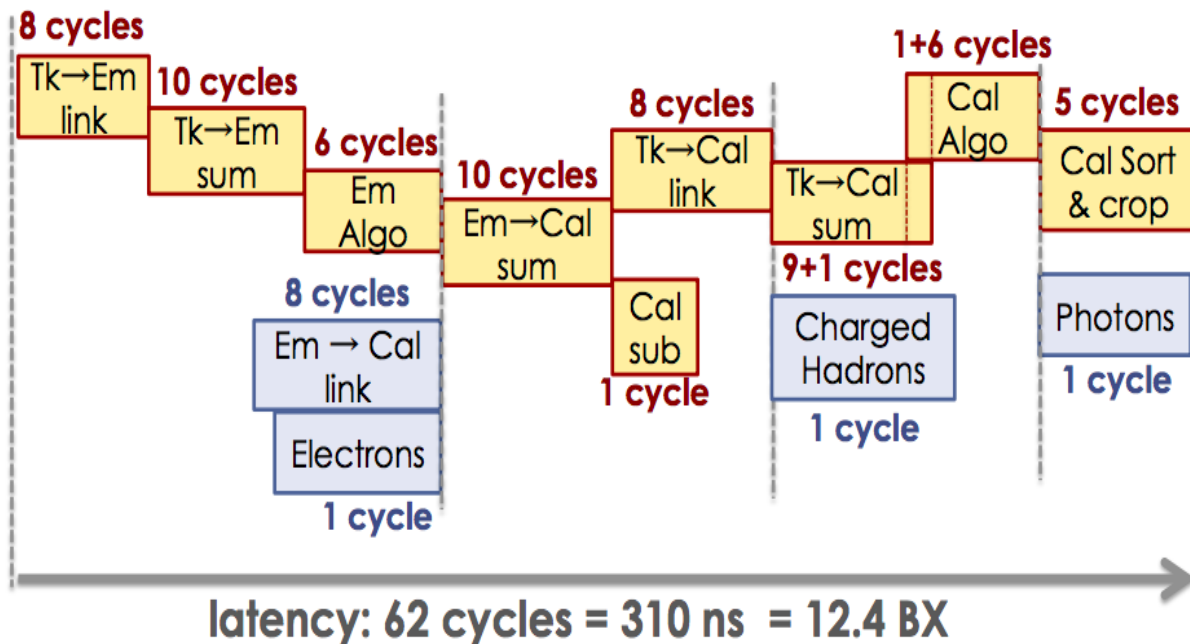 8 cycles
Tk→Em
link
10 cycles
Tk→Em
sum
6 cycles
Em
Algo
8 cycles
Em → Cal
link
Electrons
1 cycle
10 cycles
Em→Cal
sum
8 cycles
Tk→Cal
link
Cal
sub
1 cycle
Tk→Cal
sum
9+1 cycles
Charged
Hadrons
1 cycle
1+6 cycles
Cal
Algo
5 cycles
Cal Sort
& crop
Photons
1 cycle
latency: 62 cycles = 310 ns = 12.4 BX